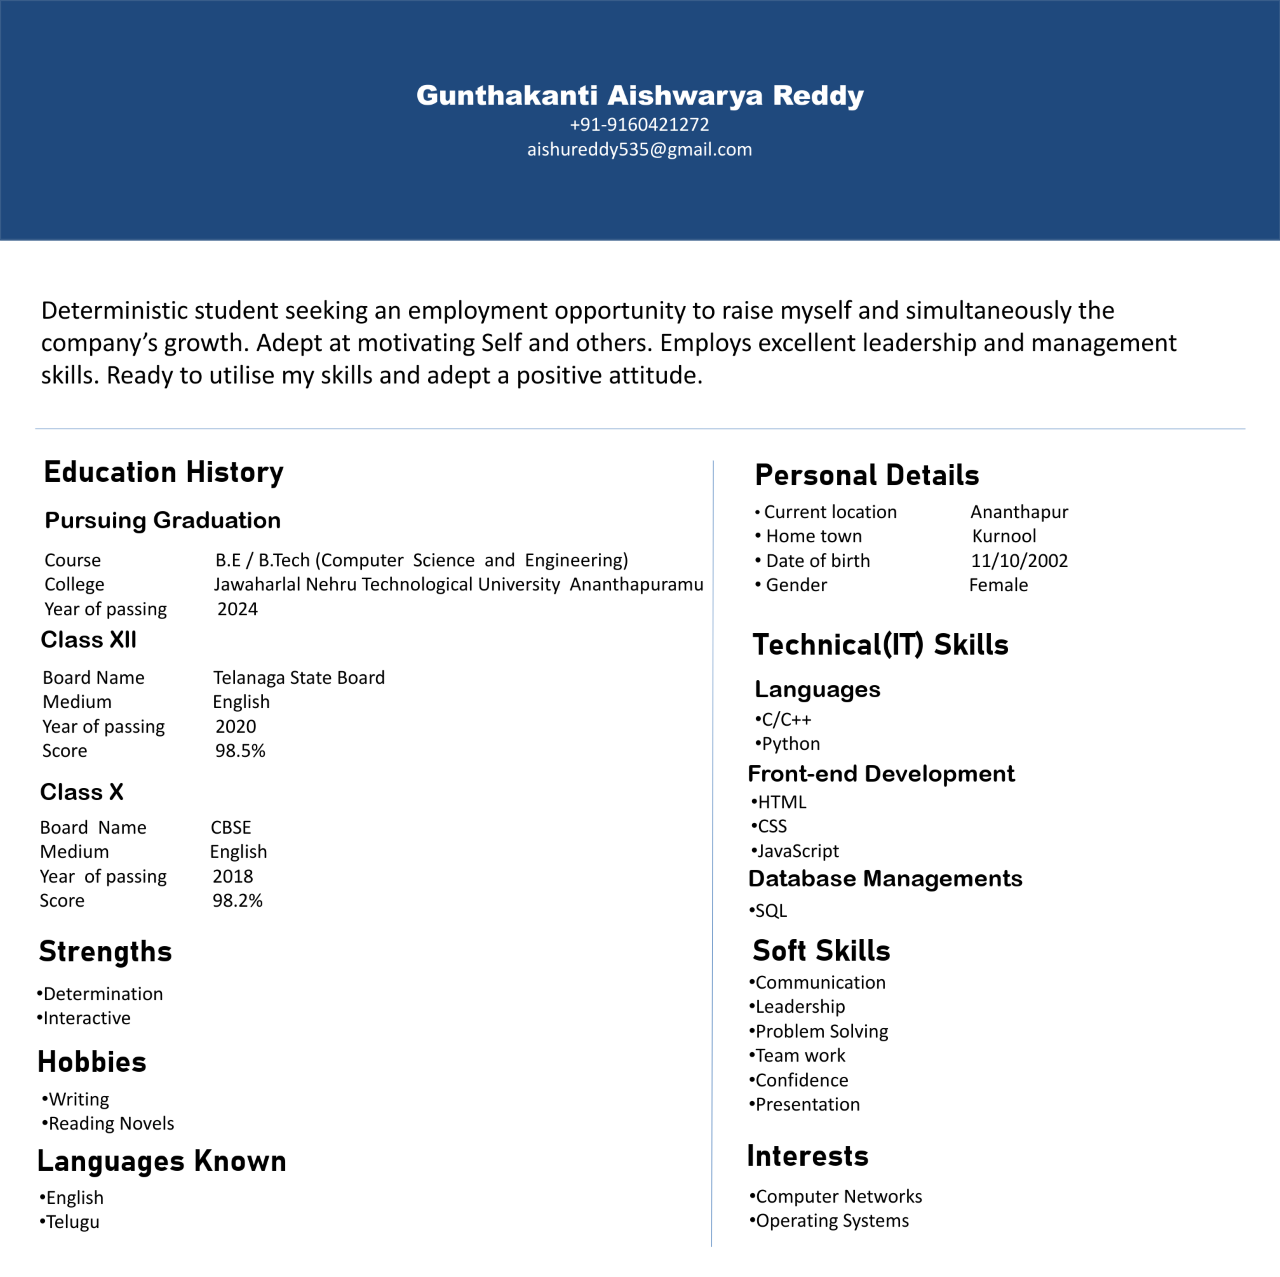 Gunthakanti Aishwarya Reddy
+91-9160421272
aishureddy535@gmail.com
Deterministic student seeking an employment opportunity to raise myself and simultaneously the
company’s growth. Adept at motivating Self and others. Employs excellent leadership and management
skills. Ready to utilise my skills and adept a positive attitude.
Education History
Pursuing Graduation
Course B.E / B.Tech (Computer Science and Engineering)
College Jawaharlal Nehru Technological University Ananthapuramu
Year of passing 2024
Class XII
Board Name Telanaga State Board
Medium English
Year of passing 2020
Score 98.5%
Class X
Board Name CBSE
Medium English
Year of passing 2018
Score 98.2%
Strengths
•Determination
•Interactive
Hobbies
•Writing
•Reading Novels
Languages Known
•English
•Telugu
Personal Details
• Current location Ananthapur
• Home town Kurnool
• Date of birth 11/10/2002
• Gender Female
Technical(IT) Skills
Languages
•C/C++
•Python
Front-end Development
•HTML
•CSS
•JavaScript
Database Managements
•SQL
Soft Skills
•Communication
•Leadership
•Problem Solving
•Team work
•Confidence
•Presentation
Interests
•Computer Networks
•Operating Systems